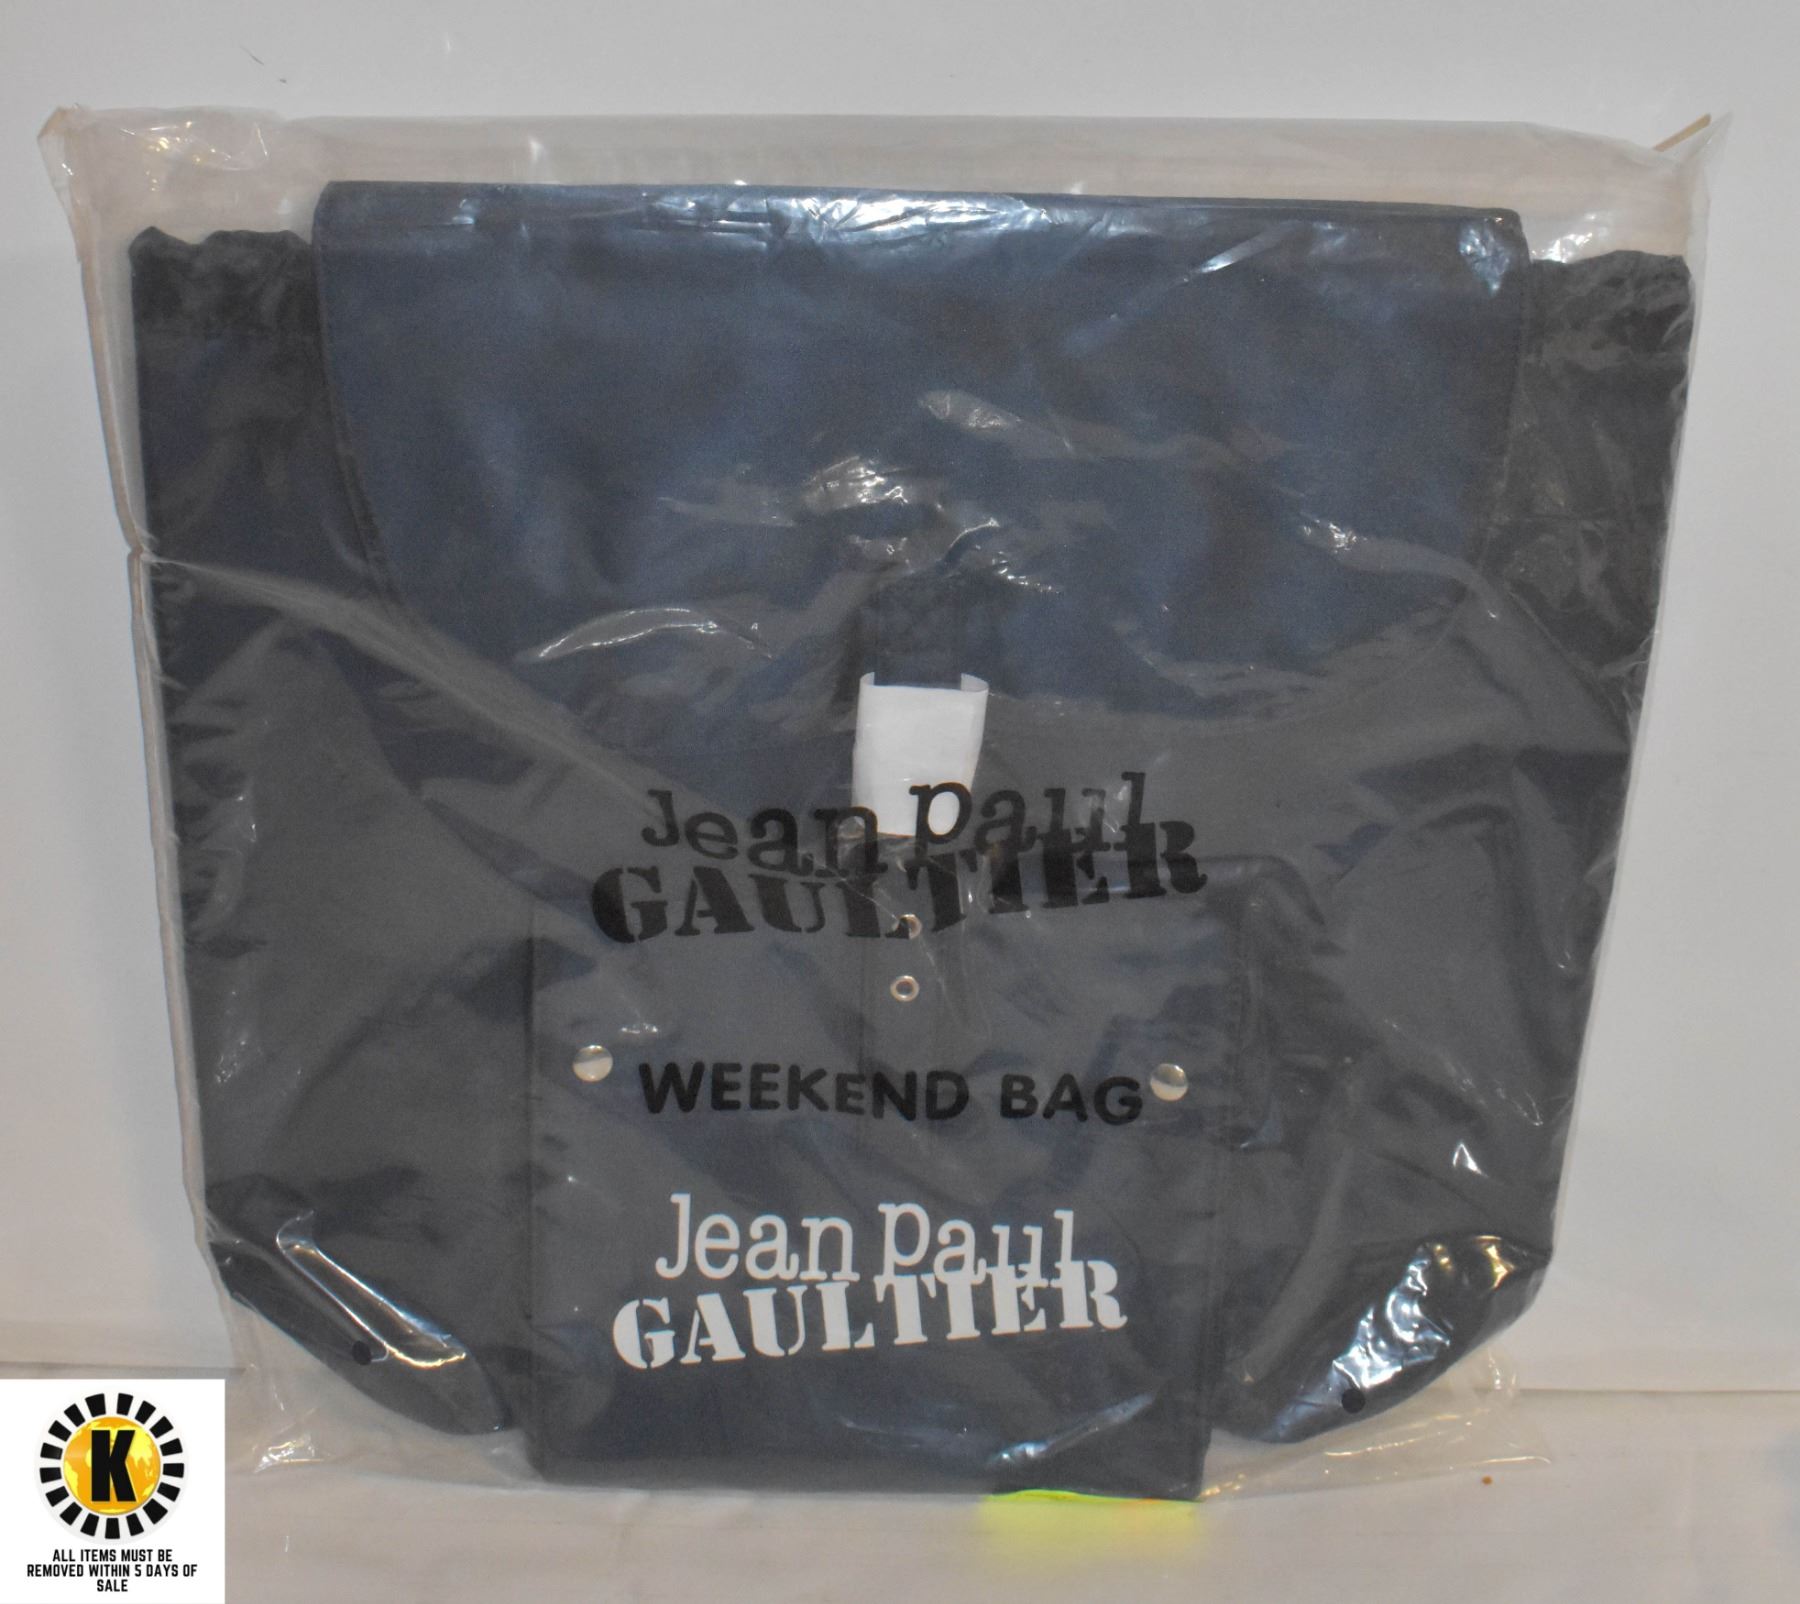 Jean Paul
GAULTIER
WEEKEND BAG
Jean Paul
GAULTIER
K
ALL ITEMS MUST BE
REMOVED WITHIN 5 DAYS OF
SALE